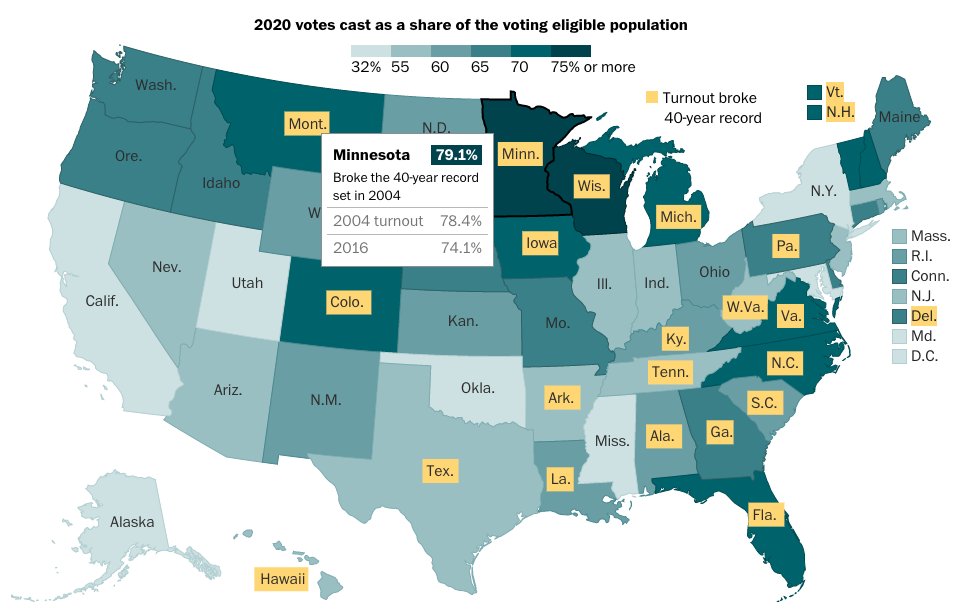 2020 votes cast as a share of the voting eligible population
32% 55 60 65 70 75% or more
Turnout broke
40-year record
Vt.
N.H.
Wash.
Mont.
N.D.
Minn.
Maine
Minnesota 79.1%
Broke the 40-year record
set in 2004
2004 turnout 78.4%
2016 74.1%
Ore.
Idaho
W
Wis.
Mich.
N.Y.
Mass.
R.I.
Conn.
N.J.
Del.
Md.
D.C.
Iowa
Pa.
Nev.
Utah
Colo.
Calif.
Ill.
Ind.
Ohio
W.Va.
Va.
Kan.
Mo.
Ky.
N.C.
Tenn.
Ariz.
N.M.
Okla.
Ark.
S.C.
Miss.
Ala.
Ga.
Tex.
La.
Fla.
Alaska
Hawaii